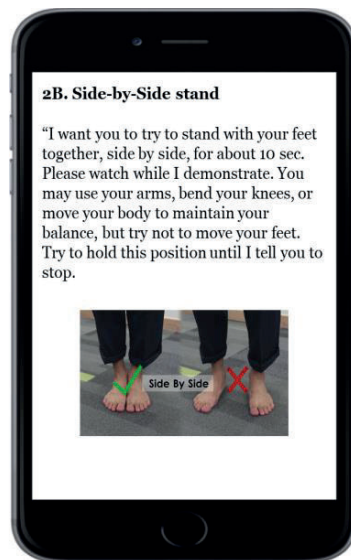 2B. Side-by-Side stand
“I want you to try to stand with your feet
together, side by side, for about 10 sec.
Please watch while I demonstrate. You
may use your arms, bend your knees, or
move your body to maintain your
balance, but try not to move your feet.
Try to hold this position until I tell you to
stop.
Side By Side